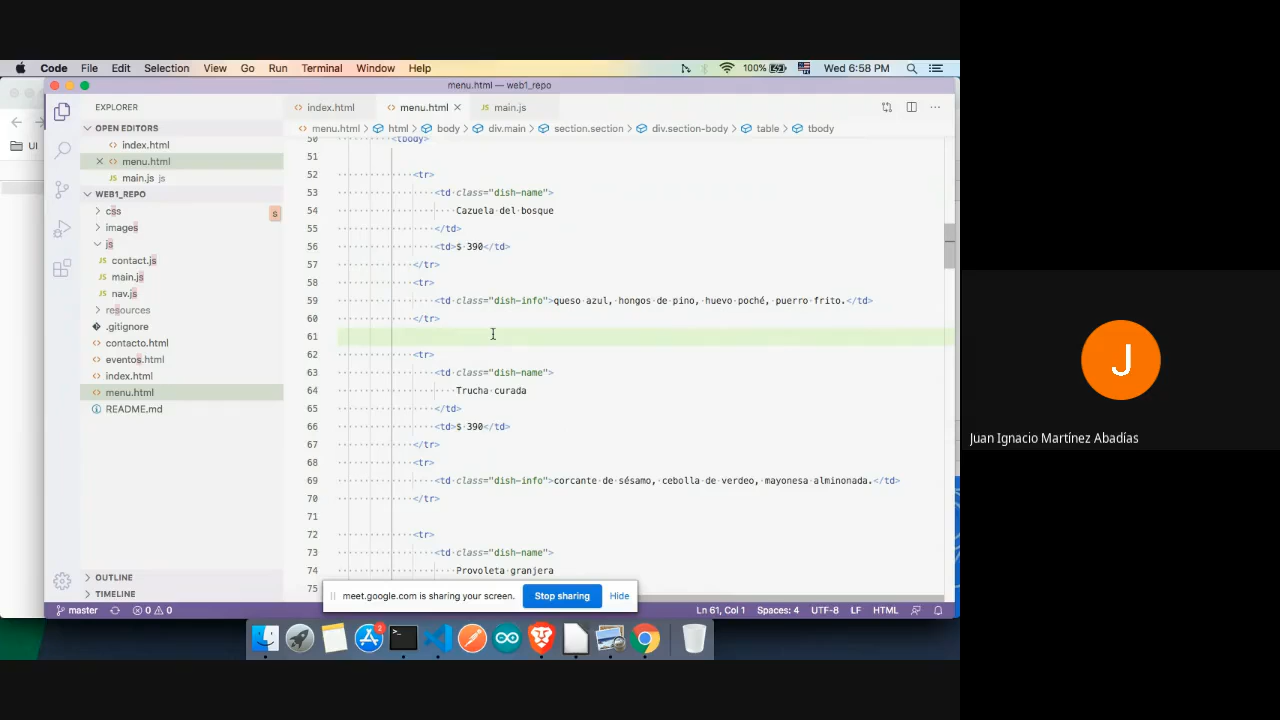 Code File Edit Selection View Go Run Terminal Window Help 100% Wed 6:58 PM
menu.html — web1_repo
EXPLORER
index.html menu.html main.js
OPEN EDITORS
index.html
menu.html
main.js js
WEB1_REPO
css
s
images
js
contact.js
main.js
nav.js
resources
.gitignore
contacto.html
eventos.html
index.html
menu.html
README.md
OUTLINE
TIMELINE
UI
menu.html > html > body > div.main > section.section > div.section-body > table > tbody
50 <tbody>
51
52 <tr>
53 <td class="dish-name">
54 Cazuela del bosque
55 </td>
56 <td>$ 390</td>
57 </tr>
58 <tr>
59 <td class="dish-info">queso azul, hongos de pino, huevo poché, puerro frito.</td>
60 </tr>
61
62 <tr>
63 <td class="dish-name">
64 Trucha curada
65 </td>
66 <td>$ 390</td>
67 </tr>
68 <tr>
69 <td class="dish-info">corcante de sésamo, cebolla de verdeo, mayonesa alminonada.</td>
70 </tr>
71
72 <tr>
73 <td class="dish-name">
74 Provoleta granjera
75
meet.google.com is sharing your screen. Stop sharing Hide
master 0 0 Ln 61, Col 1 Spaces: 4 UTF-8 LF HTML
2
J
Juan Ignacio Martínez Abadías